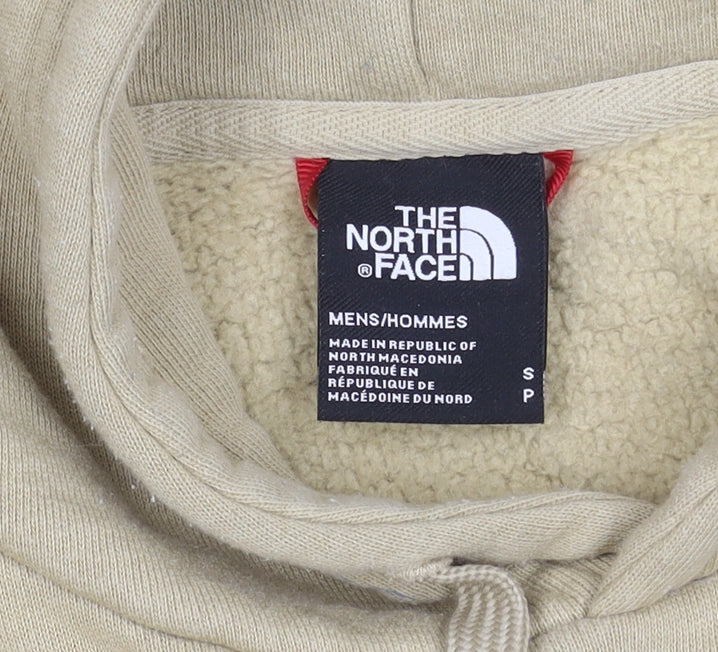 THE
NORTH
® FACE
MENS/HOMMES
MADE IN REPUBLIC OF
NORTH MACEDONIA
FABRIQUÉ EN
RÉPUBLIQUE DE
MACÉDOINE DU NORD
S
P